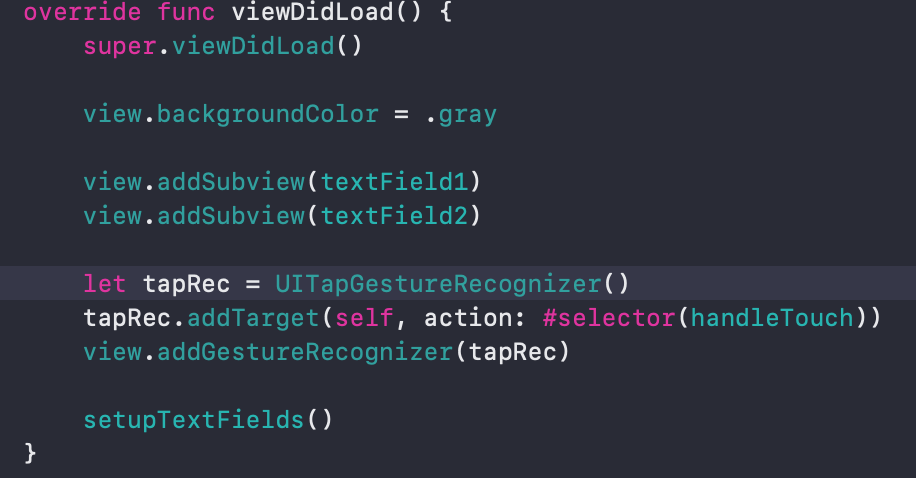 override func viewDidLoad() {
super.viewDidLoad()
view.backgroundColor = .gray
view.addSubview(textField1)
view.addSubview(textField2)
let tapRec = UITapGestureRecognizer()
tapRec.addTarget(self, action: #selector(handleTouch))
view.addGestureRecognizer(tapRec)
setupTextFields()
}